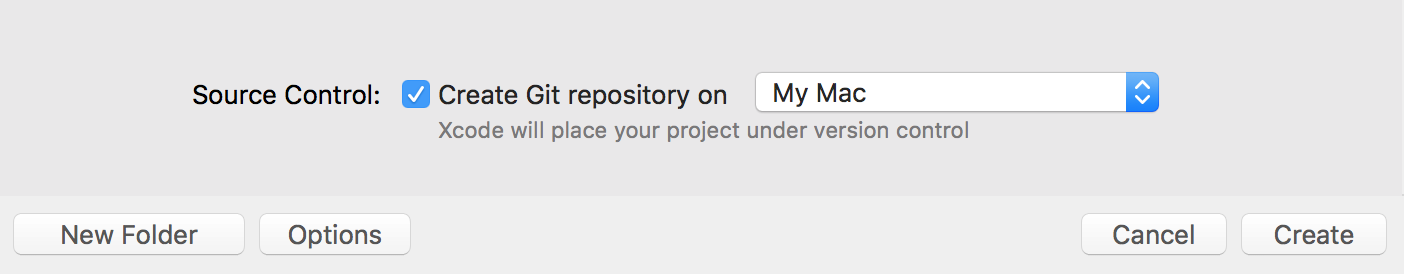 Source Control: Create Git repository on My Mac
Xcode will place your project under version control
New Folder Options Cancel Create